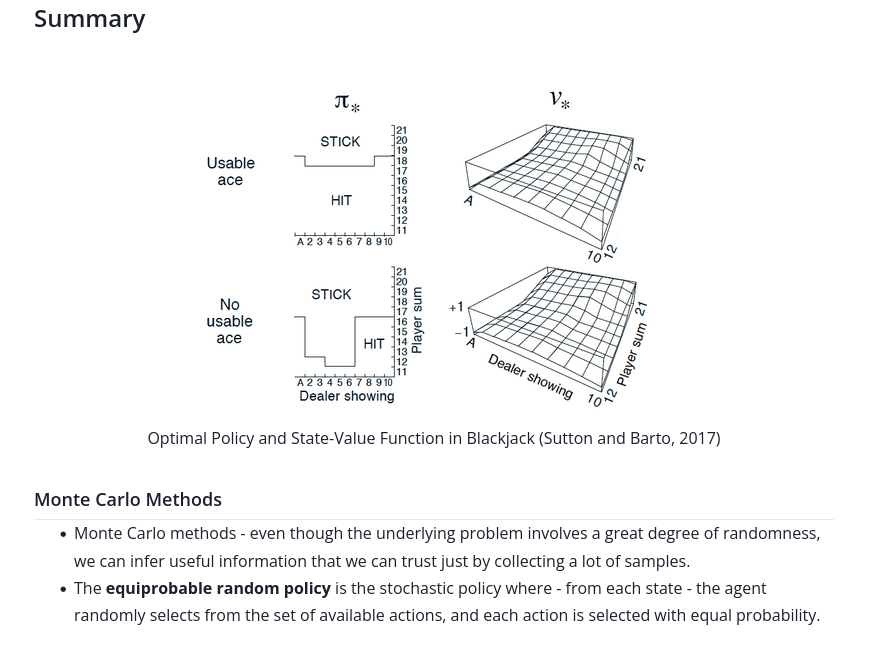 Summary
π*
v*
Usable
ace
STICK
HIT
21
20
19
18
17
16
15
14
13
12
11
A 2 3 4 5 6 7 8 9 10
A
21
10
12
No
usable
ace
STICK
HIT
21
20
19
18
17
16
15
14
13
12
11
Player sum
A 2 3 4 5 6 7 8 9 10
Dealer showing
+1
−1
A
Dealer showing
10
12
Player sum
21
Optimal Policy and State-Value Function in Blackjack (Sutton and Barto, 2017)
Monte Carlo Methods
• Monte Carlo methods - even though the underlying problem involves a great degree of randomness,
we can infer useful information that we can trust just by collecting a lot of samples.
• The equiprobable random policy is the stochastic policy where - from each state - the agent
randomly selects from the set of available actions, and each action is selected with equal probability.